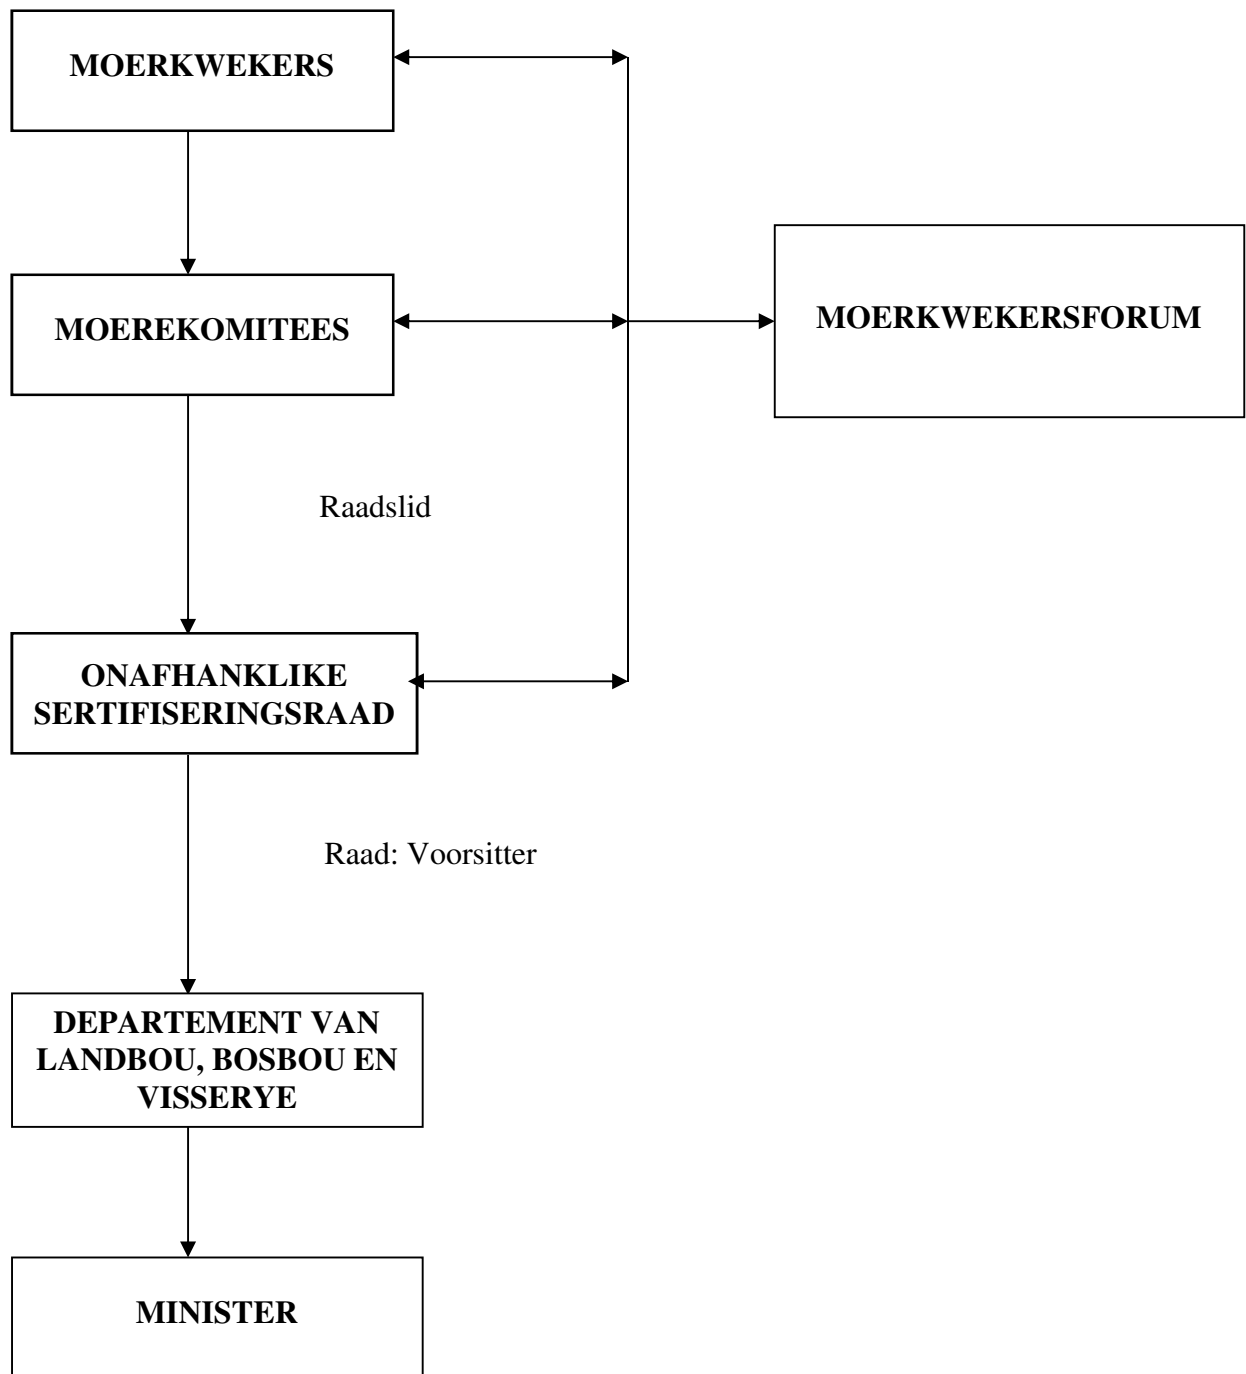 MOERKWEKERS
MOERKWEKERSFORUM
MOEREKOMITEES
Raadslid
ONAFHANKLIKE
SERTIFISERINGSRAAD
Raad: Voorsitter
DEPARTEMENT VAN
LANDBOU, BOSBOU EN
VISSERYE
MINISTER